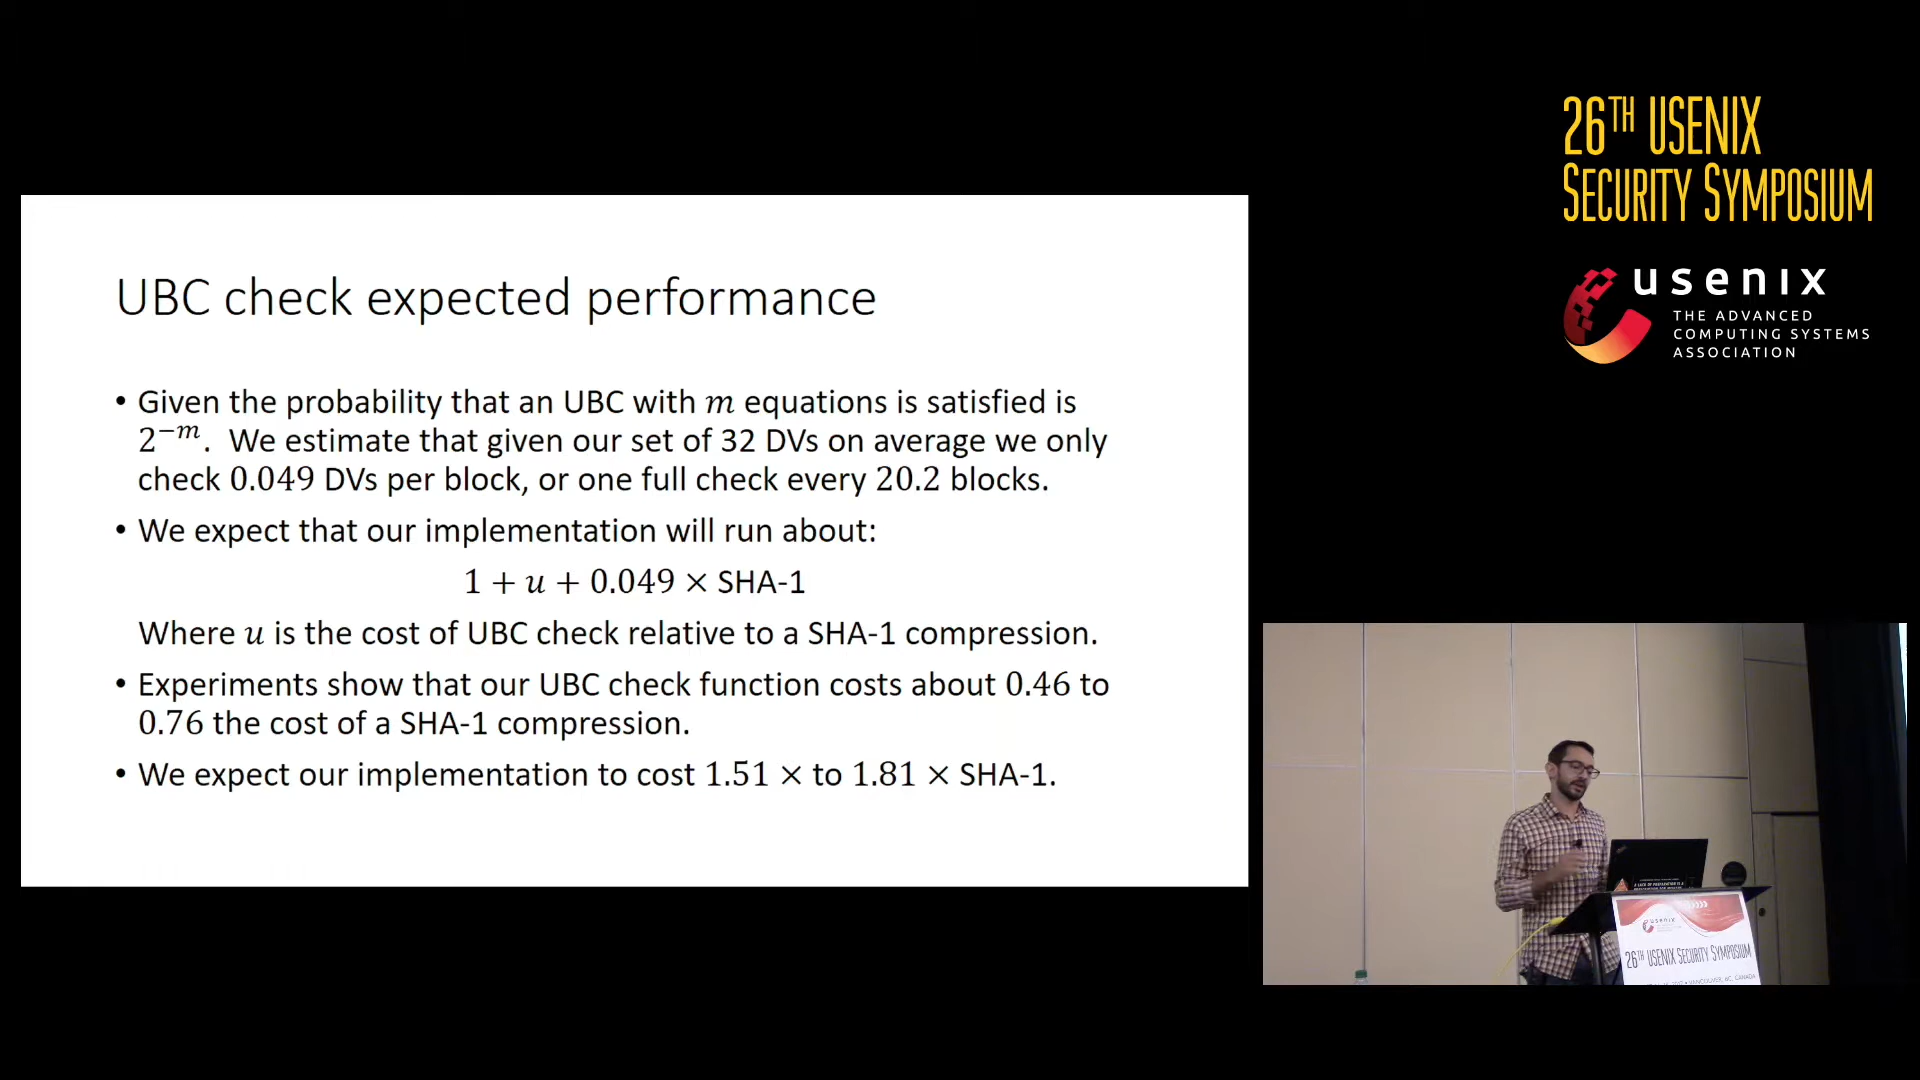 26TH USENIX
SECURITY SYMPOSIUM
usenix
THE ADVANCED
COMPUTING SYSTEMS
ASSOCIATION
UBC check expected performance
• Given the probability that an UBC with m equations is satisfied is
2⁻ᵐ. We estimate that given our set of 32 DVs on average we only
check 0.049 DVs per block, or one full check every 20.2 blocks.
• We expect that our implementation will run about:
1 + u + 0.049 × SHA-1
Where u is the cost of UBC check relative to a SHA-1 compression.
• Experiments show that our UBC check function costs about 0.46 to
0.76 the cost of a SHA-1 compression.
• We expect our implementation to cost 1.51 × to 1.81 × SHA-1.
usenix
26TH USENIX SECURITY SYMPOSIUM